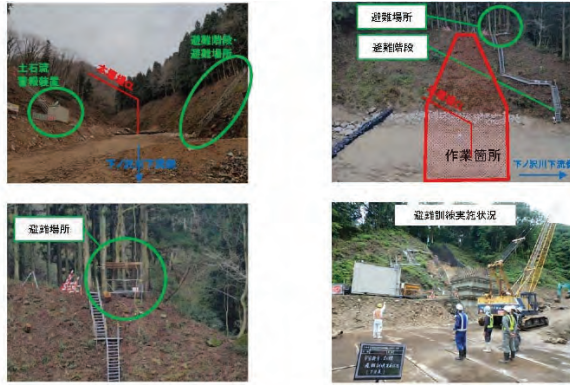 避難階段・
避難場所
土石流
警報装置
下ノ沢川下流側
避難場所
避難階段
作業箇所
下ノ沢川下流側
避難場所
避難訓練実施状況